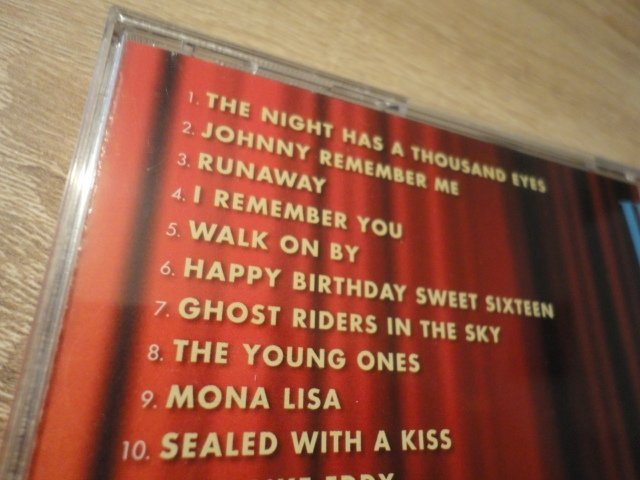 1. THE NIGHT HAS A THOUSAND EYES
2. JOHNNY REMEMBER ME
3. RUNAWAY
4. I REMEMBER YOU
5. WALK ON BY
6. HAPPY BIRTHDAY SWEET SIXTEEN
7. GHOST RIDERS IN THE SKY
8. THE YOUNG ONES
9. MONA LISA
10. SEALED WITH A KISS